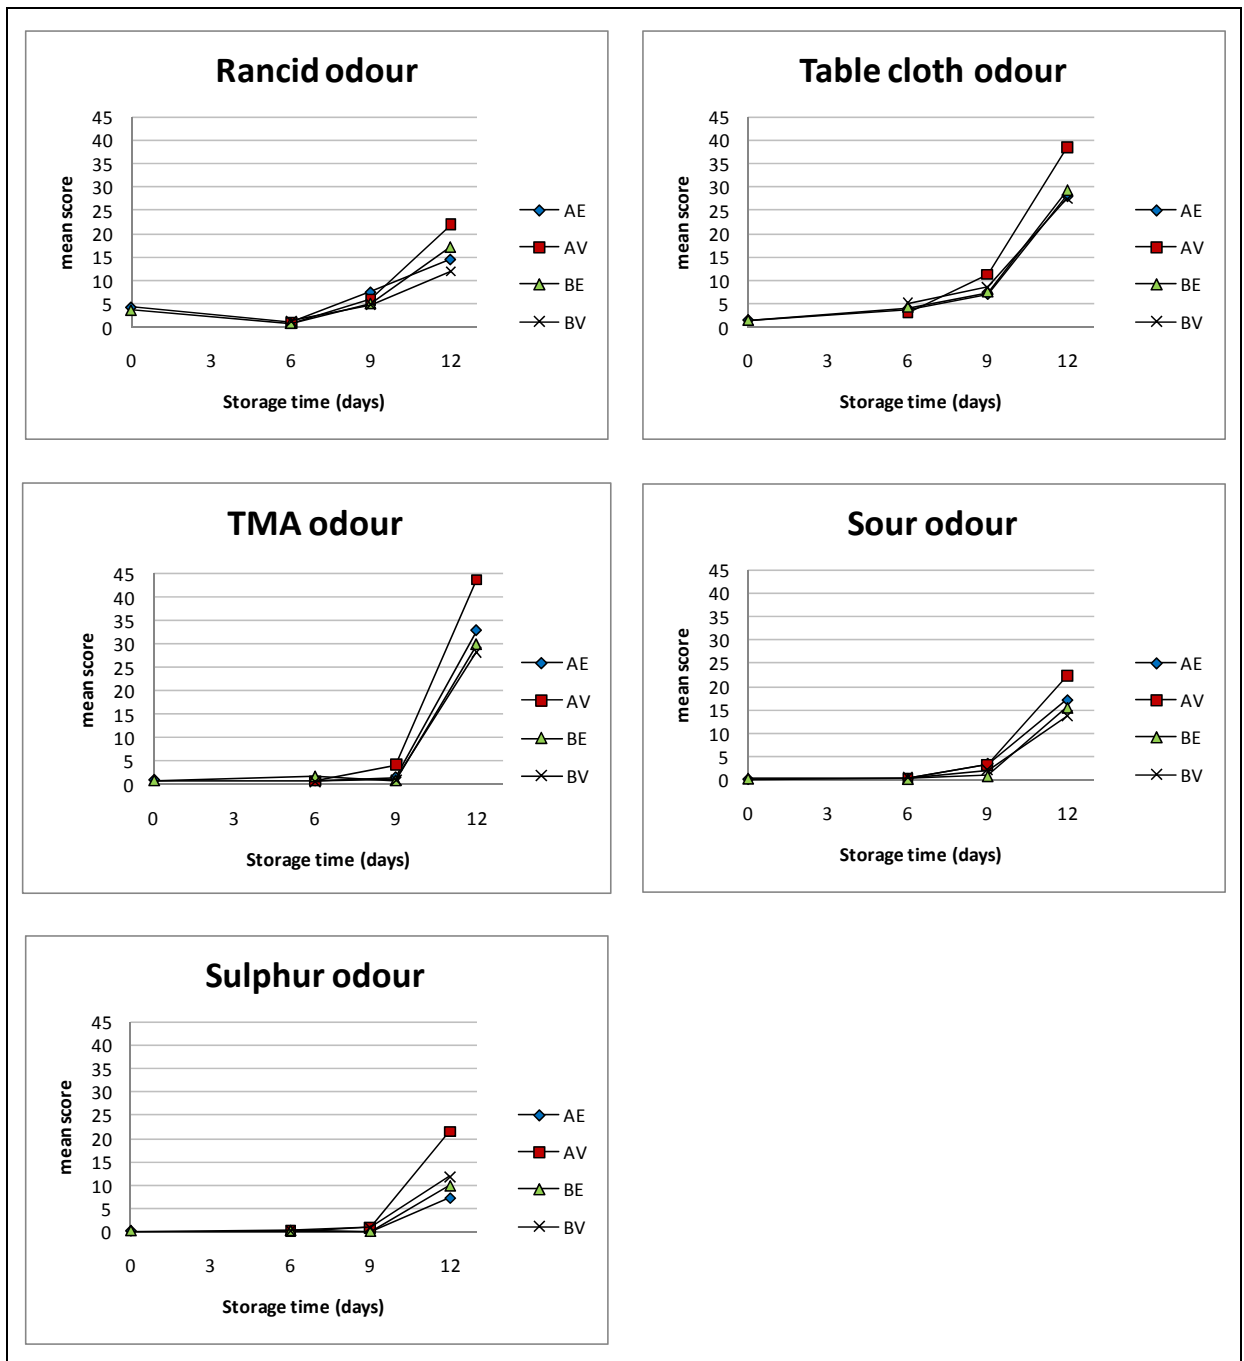 Rancid odour
45
40
35
30
25
20
15
10
5
0
mean score
0 3 6 9 12
Storage time (days)
AE
AV
BE
BV
Table cloth odour
45
40
35
30
25
20
15
10
5
0
mean score
0 3 6 9 12
Storage time (days)
AE
AV
BE
BV
TMA odour
45
40
35
30
25
20
15
10
5
0
mean score
0 3 6 9 12
Storage time (days)
AE
AV
BE
BV
Sour odour
45
40
35
30
25
20
15
10
5
0
mean score
0 3 6 9 12
Storage time (days)
AE
AV
BE
BV
Sulphur odour
45
40
35
30
25
20
15
10
5
0
mean score
0 3 6 9 12
Storage time (days)
AE
AV
BE
BV